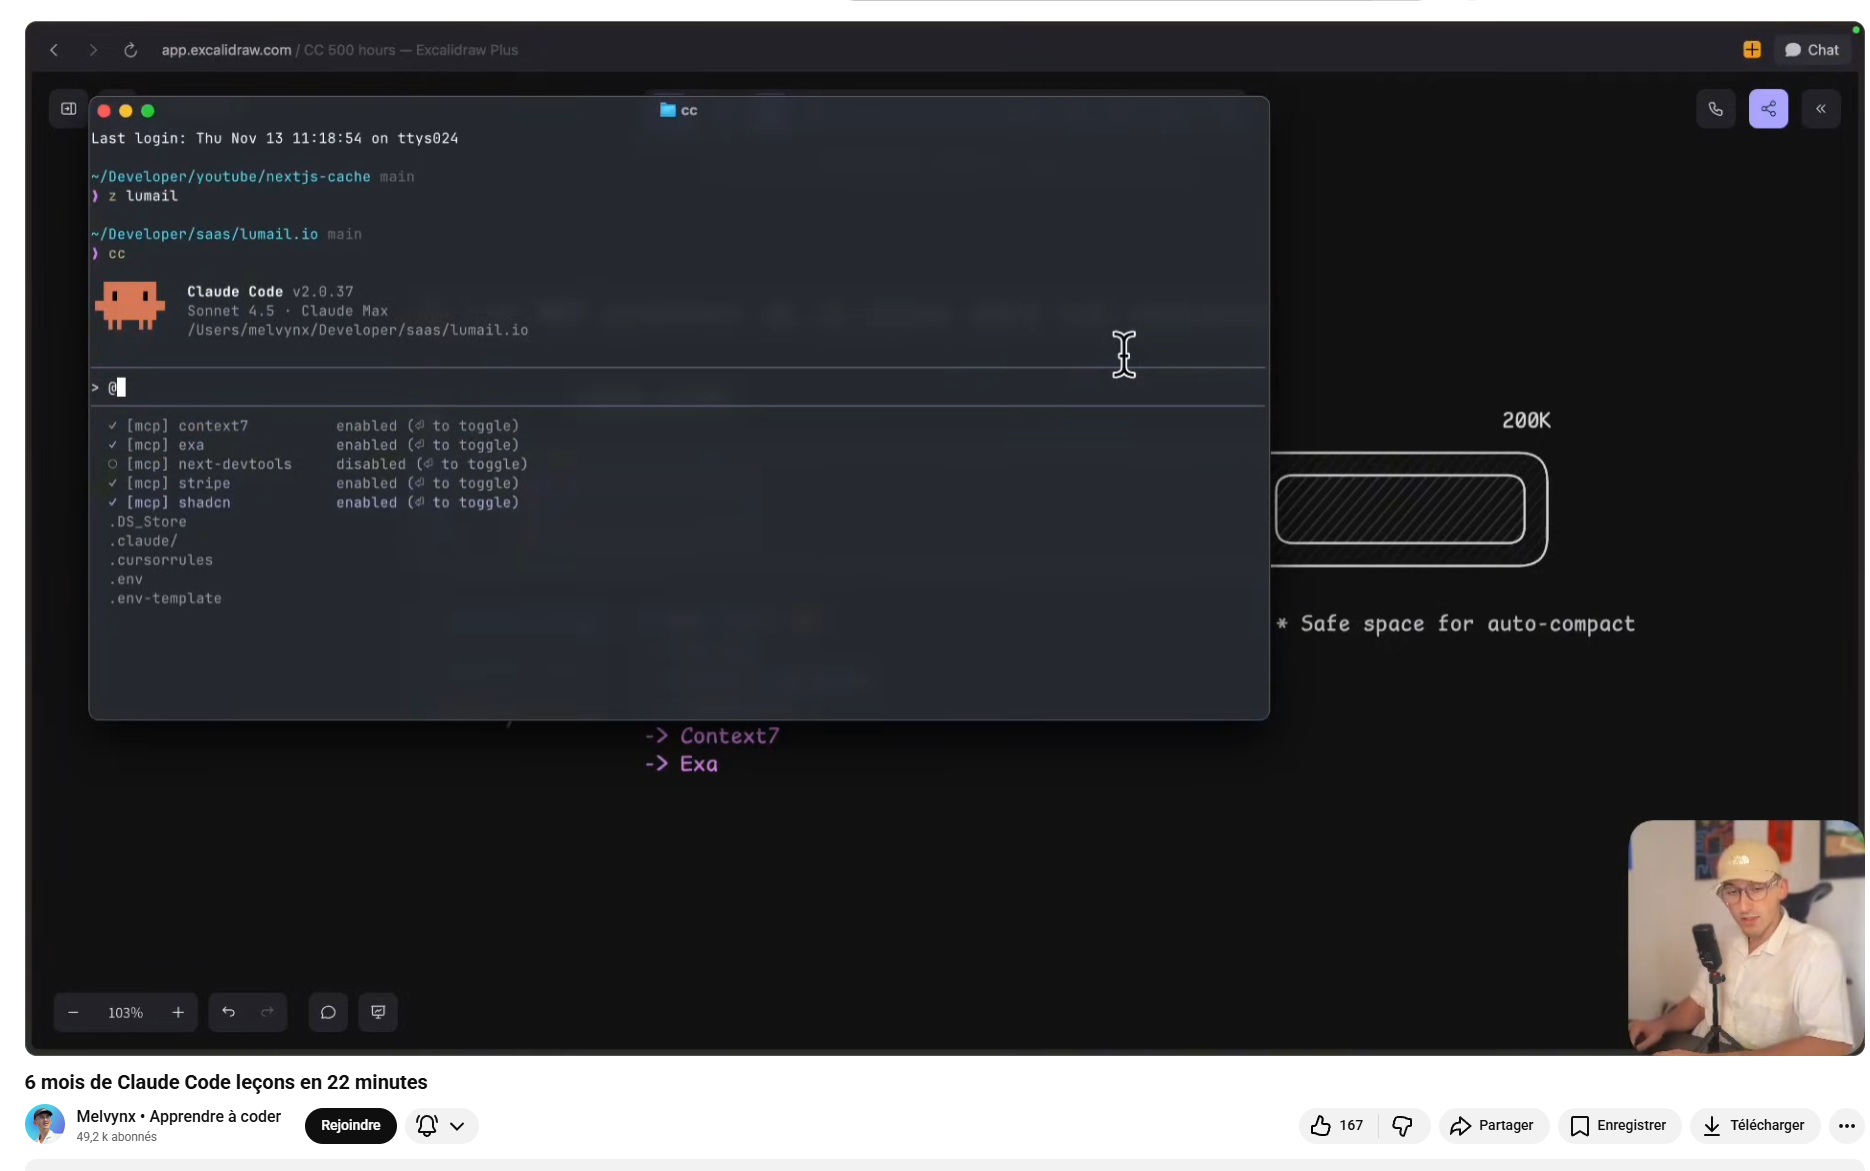 app.excalidraw.com / CC 500 hours — Excalidraw Plus
Chat
cc
Last login: Thu Nov 13 11:18:54 on ttys024
~/Developer/youtube/nextjs-cache main
❯ z lumail
~/Developer/saas/lumail.io main
❯ cc
Claude Code v2.0.37
Sonnet 4.5 · Claude Max
/Users/melvynx/Developer/saas/lumail.io
> @
✓ [mcp] context7 enabled (⏎ to toggle)
✓ [mcp] exa enabled (⏎ to toggle)
○ [mcp] next-devtools disabled (⏎ to toggle)
✓ [mcp] stripe enabled (⏎ to toggle)
✓ [mcp] shadcn enabled (⏎ to toggle)
.DS_Store
.claude/
.cursorrules
.env
.env-template
200K
* Safe space for auto-compact
-> Context7
-> Exa
103%
6 mois de Claude Code leçons en 22 minutes
Melvynx • Apprendre à coder
49,2 k abonnés
Rejoindre
167
Partager
Enregistrer
Télécharger